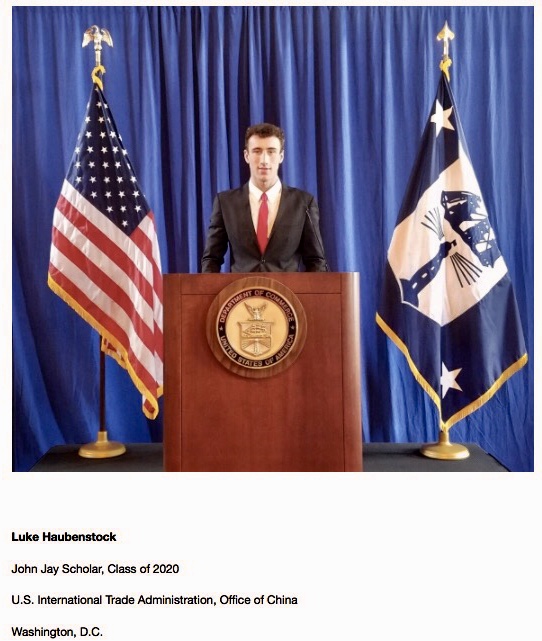 DEPARTMENT OF COMMERCE
UNITED STATES OF AMERICA
Luke Haubenstock
John Jay Scholar, Class of 2020
U.S. International Trade Administration, Office of China
Washington, D.C.